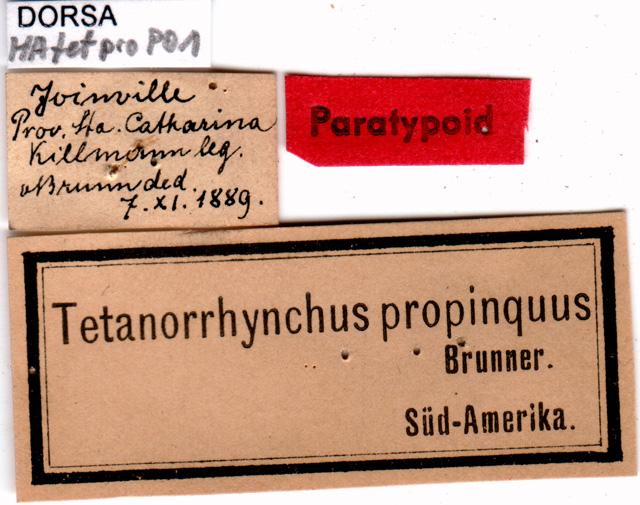 DORSA
MA tet pro P01
Joinville
Prov. Sta. Catharina
Killmann leg.
v. Brunn ded.
7. XI. 1889.
Paratypoid
Tetanorrhynchus propinquus
Brunner.
Süd-Amerika.